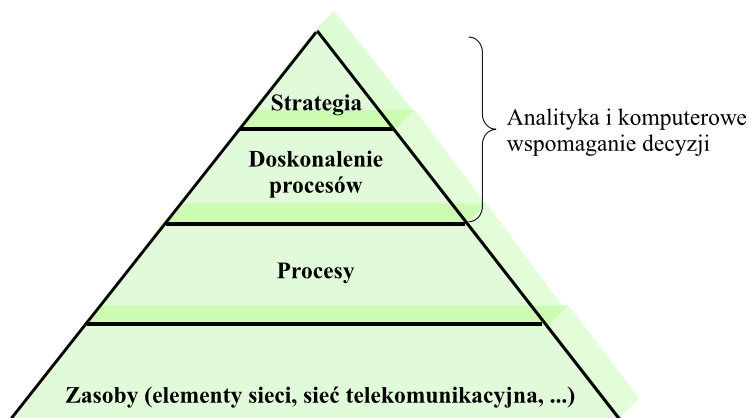 Strategia
Analityka i komputerowe
wspomaganie decyzji
Doskonalenie
procesów
Procesy
Zasoby (elementy sieci, sieć telekomunikacyjna, ...)